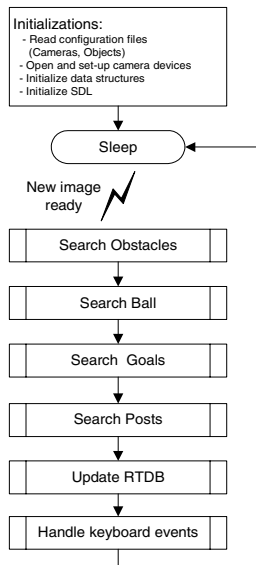 Initializations:
- Read configuration files
(Cameras, Objects)
- Open and set-up camera devices
- Initialize data structures
- Initialize SDL
Sleep
New image
ready
Search Obstacles
Search Ball
Search Goals
Search Posts
Update RTDB
Handle keyboard events